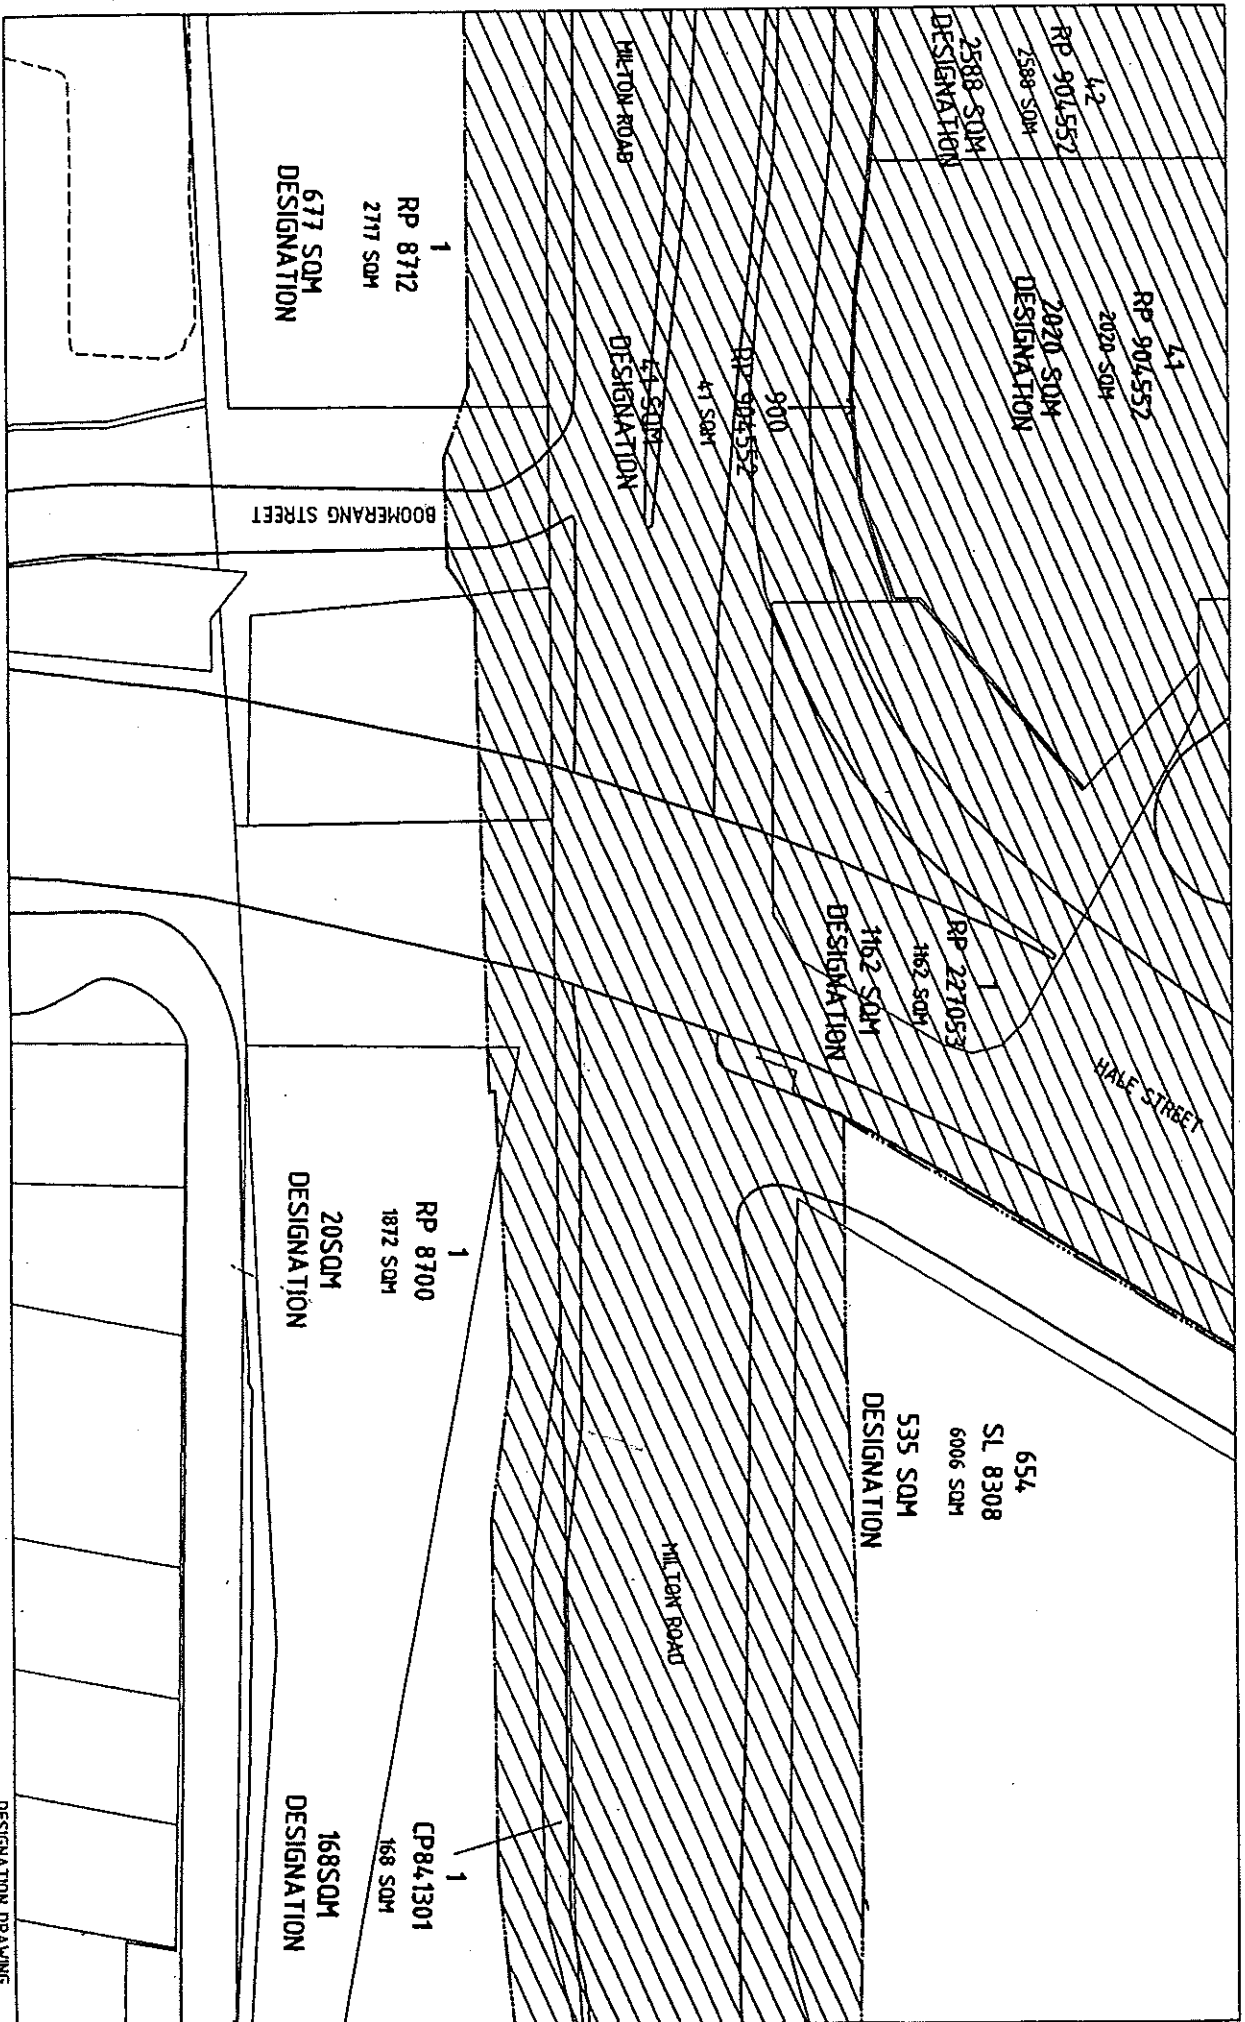 42
RP 904552
2588 SQM
2588 SQM
DESIGNATION
41
RP 904552
2020 SQM
2020 SQM
DESIGNATION
MILTON ROAD
900
RP 904552
41 SQM
41 SQM
DESIGNATION
1
RP 8712
2717 SQM
677 SQM
DESIGNATION
BOOMERANG STREET
1
RP 227053
1162 SQM
1162 SQM
DESIGNATION
HALE STREET
654
SL 8308
6006 SQM
535 SQM
DESIGNATION
MILTON ROAD
1
RP 8700
1872 SQM
20SQM
DESIGNATION
1
CP841301
168 SQM
168SQM
DESIGNATION
DESIGNATION DRAWING